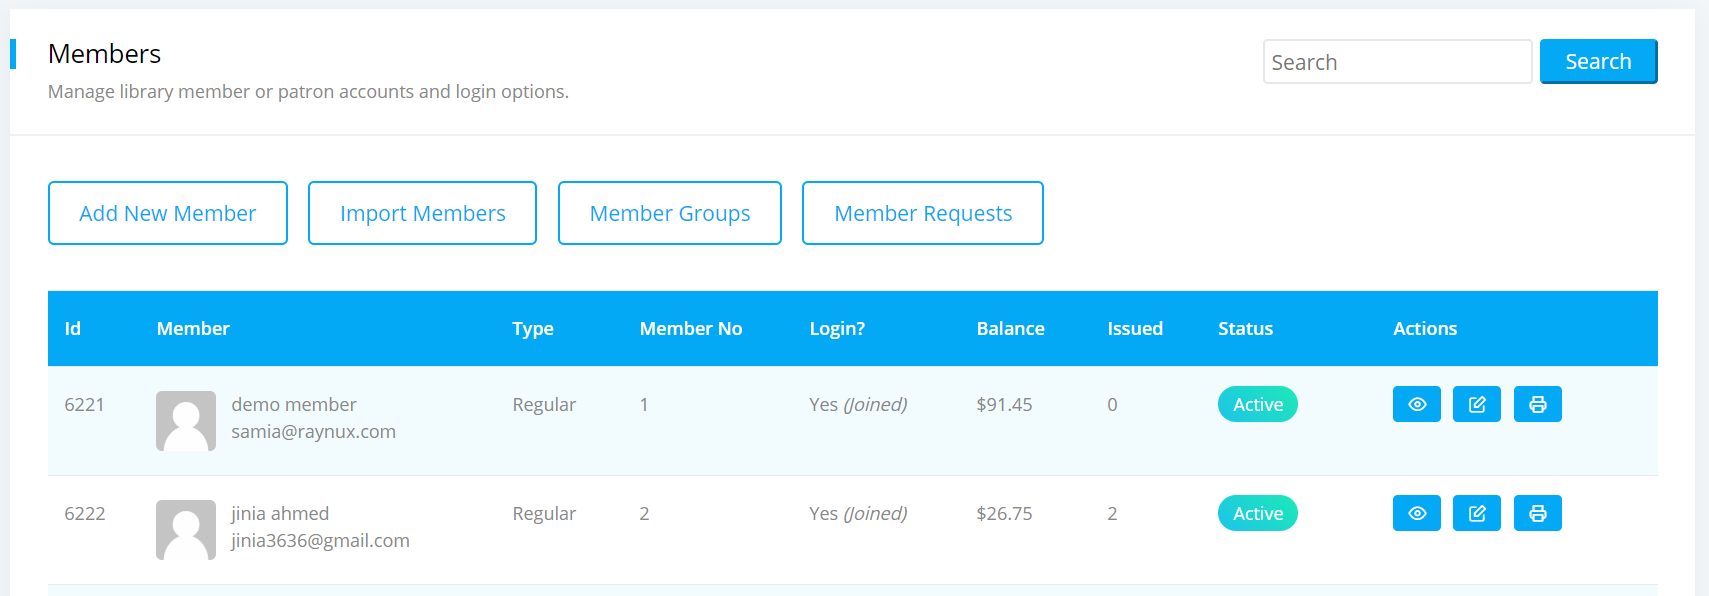 Members
Manage library member or patron accounts and login options.
Search Search
Add New Member Import Members Member Groups Member Requests
Id Member Type Member No Login? Balance Issued Status Actions
6221 demo member Regular 1 Yes (Joined) $91.45 0 Active
samia@raynux.com
6222 jinia ahmed Regular 2 Yes (Joined) $26.75 2 Active
jinia3636@gmail.com